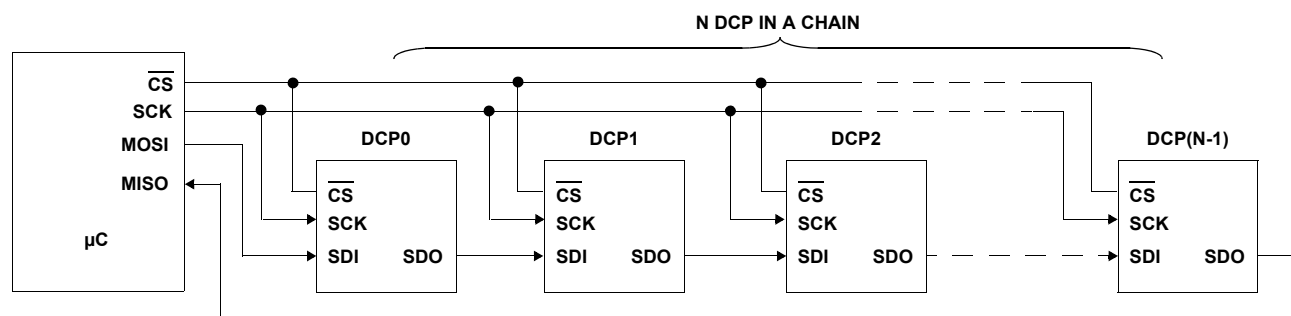 N DCP IN A CHAIN
CS
SCK
MOSI
MISO
µC
DCP0
CS
SCK
SDI SDO
DCP1
CS
SCK
SDI SDO
DCP2
CS
SCK
SDI SDO
DCP(N-1)
CS
SCK
SDI SDO